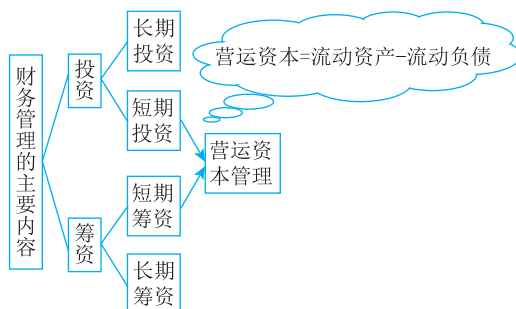 财务管理的主要内容
投资
筹资
长期
投资
短期
投资
短期
筹资
长期
筹资
营运资
本管理
营运资本=流动资产-流动负债